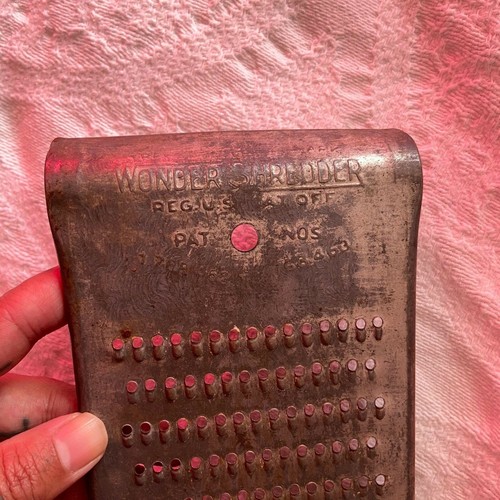 WONDER SHREDDER
REG. U.S. PAT. OFF.
PAT. NOS